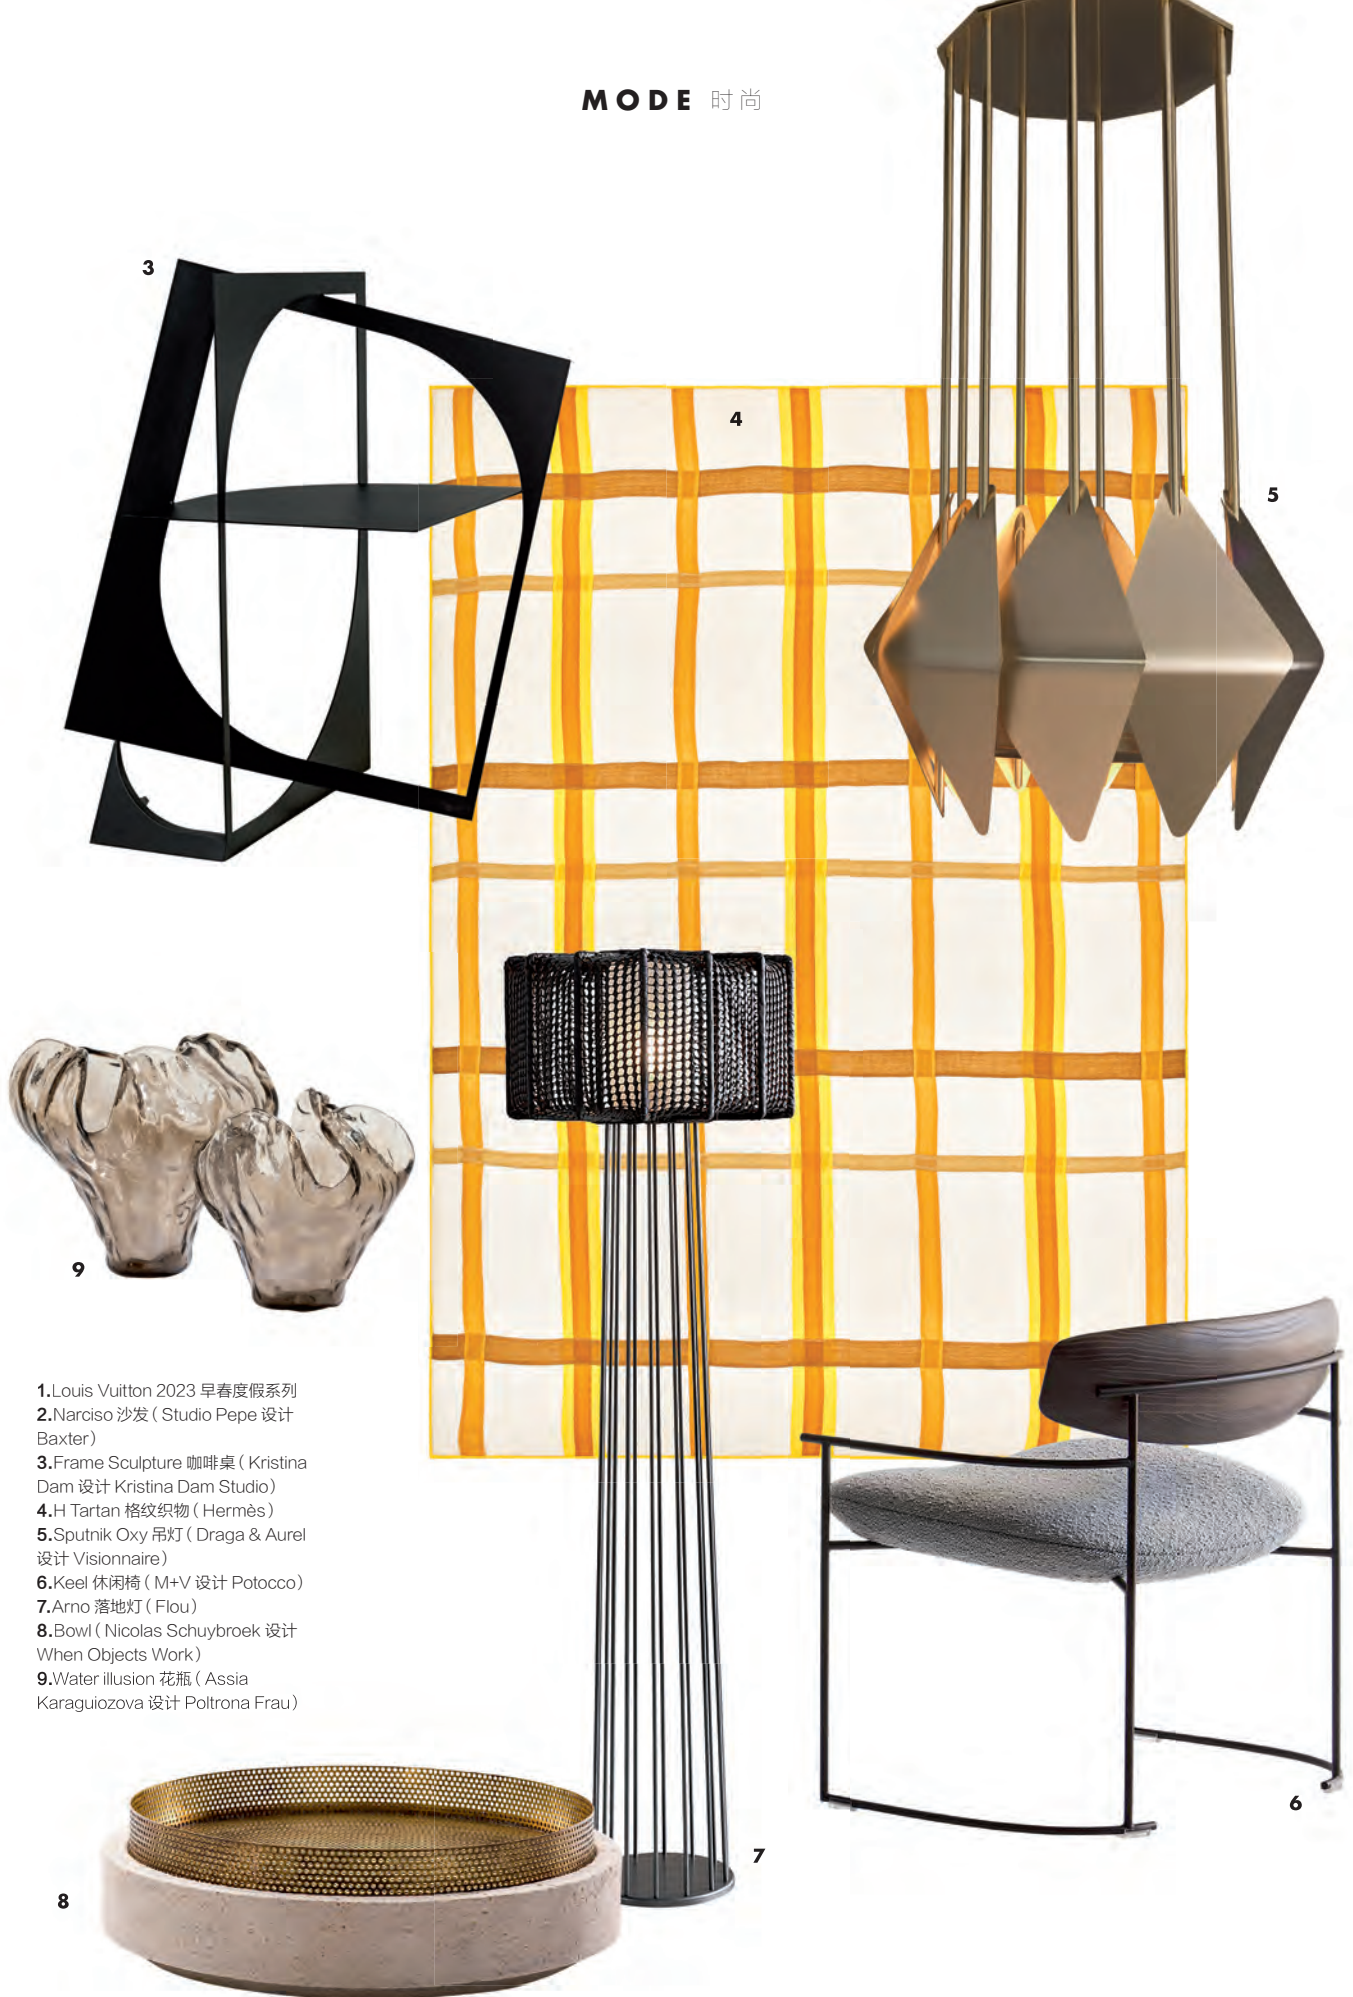 MODE 时尚
3
4
5
9
1.Louis Vuitton 2023 早春度假系列
2.Narciso 沙发（Studio Pepe 设计
Baxter）
3.Frame Sculpture 咖啡桌（Kristina
Dam 设计 Kristina Dam Studio）
4.H Tartan 格纹织物（Hermès）
5.Sputnik Oxy 吊灯（Draga & Aurel
设计 Visionnaire）
6.Keel 休闲椅（M+V 设计 Potocco）
7.Arno 落地灯（Flou）
8.Bowl（Nicolas Schuybroek 设计
When Objects Work）
9.Water illusion 花瓶（Assia
Karaguiozova 设计 Poltrona Frau）
6
7
8